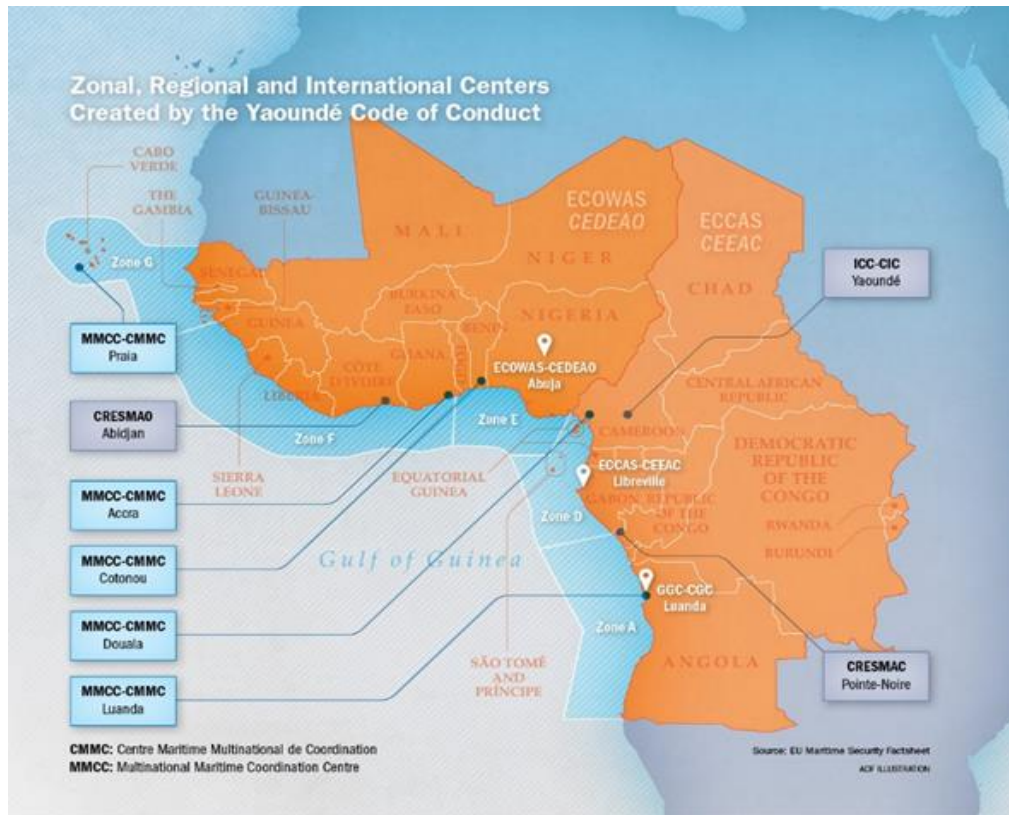 Zonal, Regional and International Centers
Created by the Yaoundé Code of Conduct
CABO
VERDE
THE
GAMBIA
GUINEA-
BISSAU
ECOWAS
CEDEAO
ECCAS
CEEAC
MALI
NIGER
CHAD
Zone G
SENEGAL
BURKINA
FASO
NIGERIA
GUINEA
BENIN
GHANA
TOGO
CÔTE
D'IVOIRE
LIBERIA
SIERRA
LEONE
ICC-CIC
Yaoundé
MMCC-CMMC
Praia
ECOWAS-CEDEAO
Abuja
CENTRAL AFRICAN
REPUBLIC
CRESMAO
Abidjan
Zone F
Zone E
CAMEROON
DEMOCRATIC
REPUBLIC
OF THE
CONGO
EQUATORIAL
GUINEA
ECCAS-CEEAC
Libreville
GABON
REPUBLIC
OF THE
CONGO
MMCC-CMMC
Accra
Zone D
RWANDA
BURUNDI
MMCC-CMMC
Cotonou
Gulf of Guinea
GGC-CGC
Luanda
MMCC-CMMC
Douala
Zone A
SÃO TOMÉ
AND
PRÍNCIPE
ANGOLA
CRESMAC
Pointe-Noire
MMCC-CMMC
Luanda
CMMC: Centre Maritime Multinational de Coordination
MMCC: Multinational Maritime Coordination Centre
Source: EU Maritime Security Factsheet
ADF ILLUSTRATION